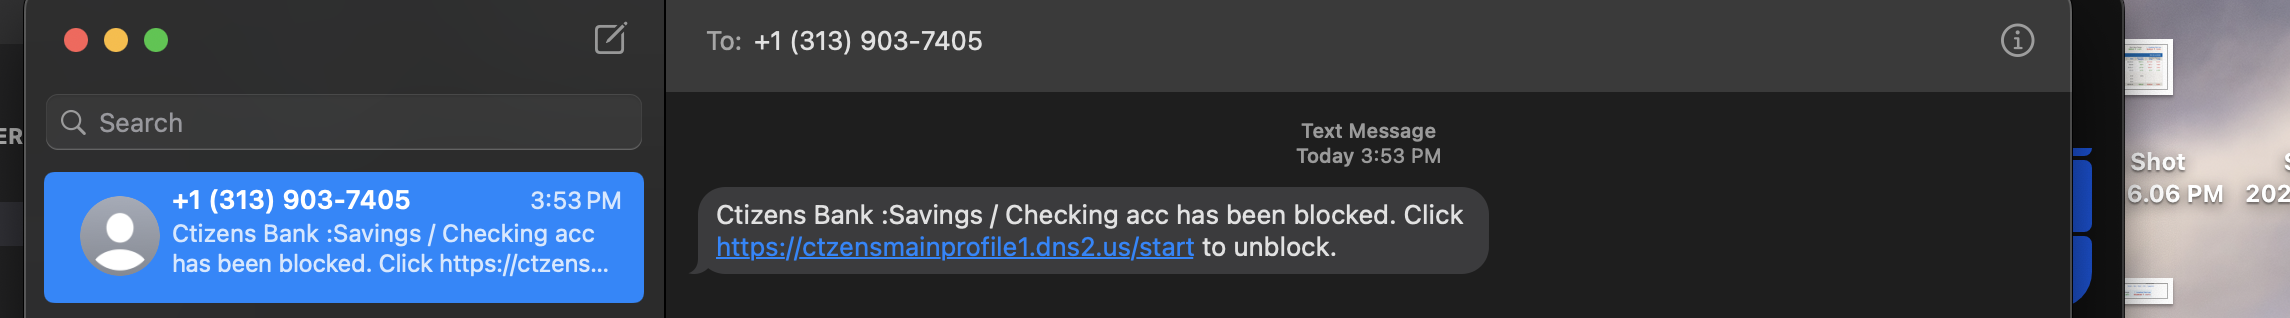 To: +1 (313) 903-7405
Search
+1 (313) 903-7405 3:53 PM
Ctizens Bank :Savings / Checking acc
has been blocked. Click https://ctzens...
Text Message
Today 3:53 PM
Ctizens Bank :Savings / Checking acc has been blocked. Click
https://ctzensmainprofile1.dns2.us/start to unblock.
ER
Shot
6.06 PM
202